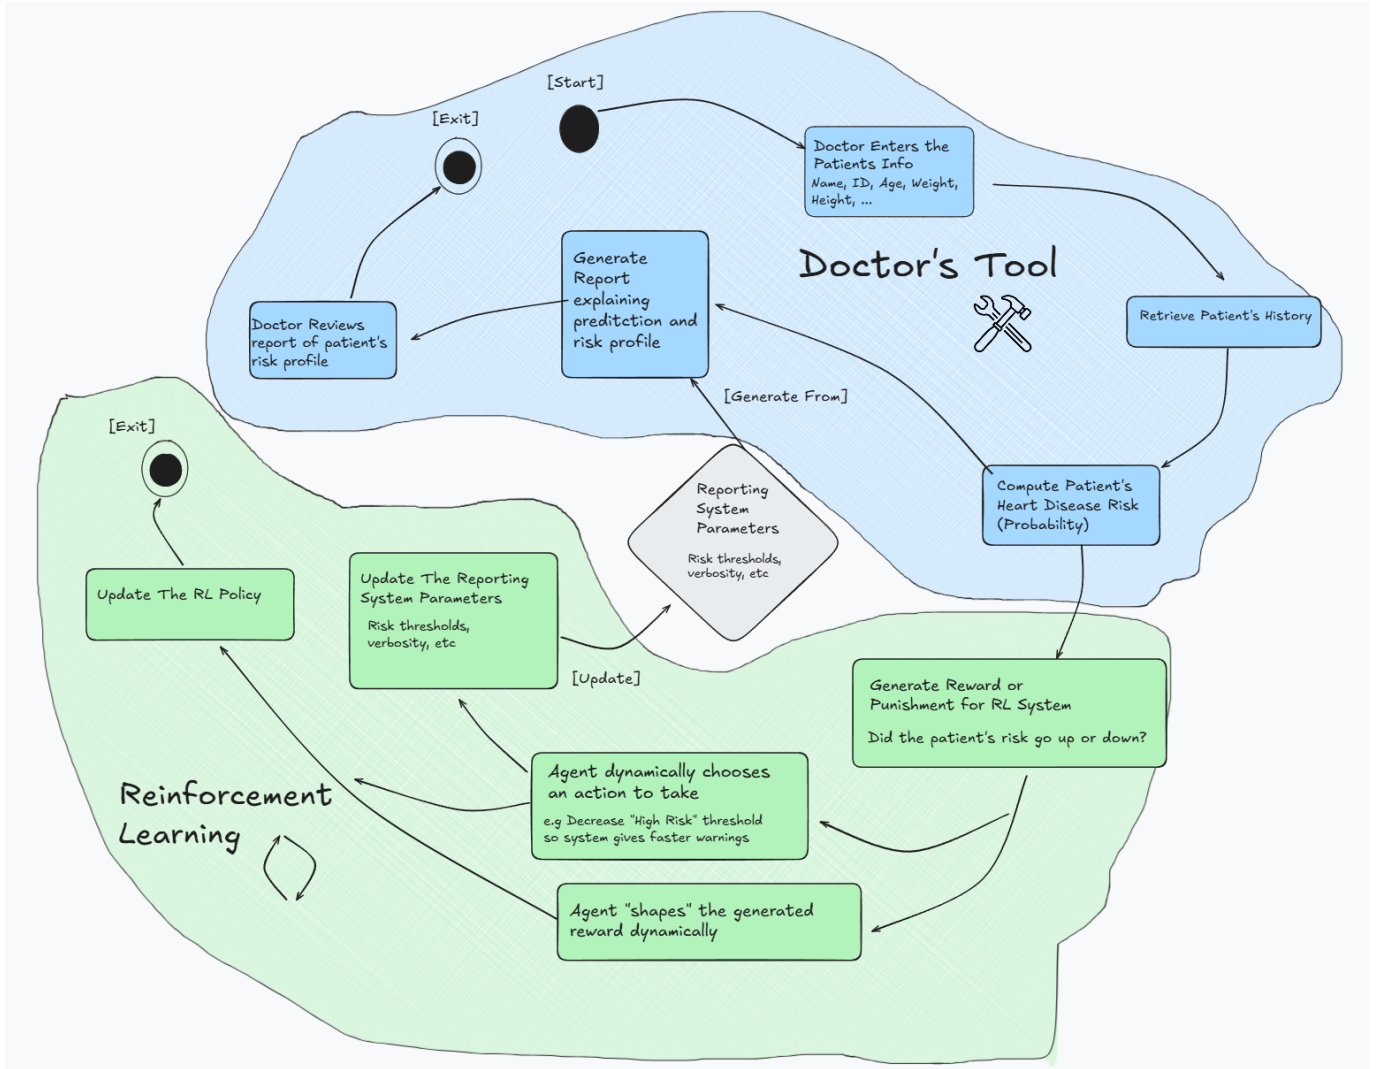 [Start]
[Exit]
Doctor Enters the
Patients Info
Name, ID, Age, Weight,
Height, ...
Doctor's Tool
Generate
Report
explaining
preditction and
risk profile
Retrieve Patient's History
Doctor Reviews
report of patient's
risk profile
[Generate From]
[Exit]
Reporting
System
Parameters
Risk thresholds,
verbosity, etc
Compute Patient's
Heart Disease Risk
(Probability)
Update The RL Policy
Update The Reporting
System Parameters
Risk thresholds,
verbosity, etc
[Update]
Generate Reward or
Punishment for RL System
Did the patient's risk go up or down?
Reinforcement
Learning
Agent dynamically chooses
an action to take
e.g Decrease "High Risk" threshold
so system gives faster warnings
Agent "shapes" the generated
reward dynamically